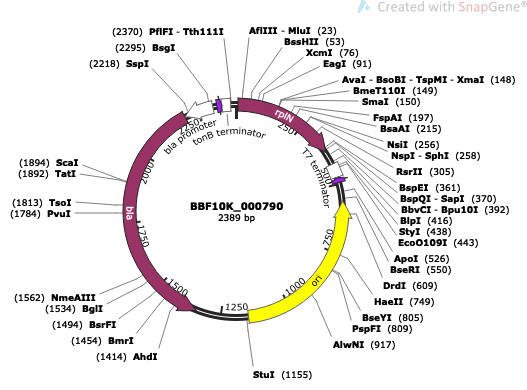 Created with SnapGene®
(2370) PflFI - Tth111I
(2295) BsgI
(2218) SspI
AflIII - MluI (23)
BssHII (53)
XcmI (76)
EagI (91)
AvaI - BsoBI - TspMI - XmaI (148)
BmeT110I (149)
SmaI (150)
FspAI (197)
BsaAI (215)
NsiI (256)
NspI - SphI (258)
RsrII (305)
BspEI (361)
BspQI - SapI (370)
BbvCI - Bpu10I (392)
BlpI (416)
StyI (438)
EcoO109I (443)
ApoI (526)
BseRI (550)
DrdI (609)
HaeII (749)
BseYI (805)
PspFI (809)
AlwNI (917)
StuI (1155)
(1894) ScaI
(1892) TatI
(1813) TsoI
(1784) PvuI
(1562) NmeAIII
(1534) BglI
(1494) BsrFI
(1454) BmrI
(1414) AhdI
BBF10K_000790
2389 bp
bla promoter
tonB terminator
rplN
T7 terminator
ori
bla
250
500
750
1000
1250
1500
1750
2000
2250